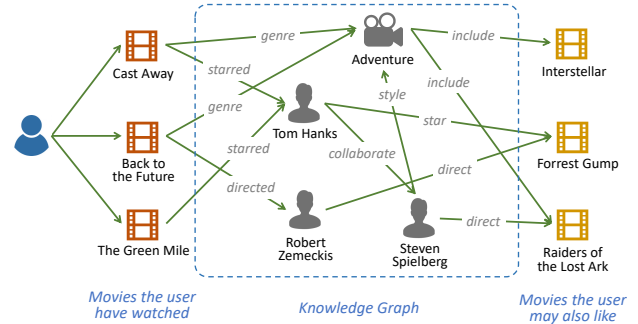 genre
include
Cast Away
Adventure
Interstellar
starred
include
genre
style
Tom Hanks
star
starred
collaborate
direct
Back to
the Future
Forrest Gump
directed
direct
The Green Mile
Robert
Zemeckis
Steven
Spielberg
Raiders of
the Lost Ark
Movies the user
have watched
Knowledge Graph
Movies the user
may also like